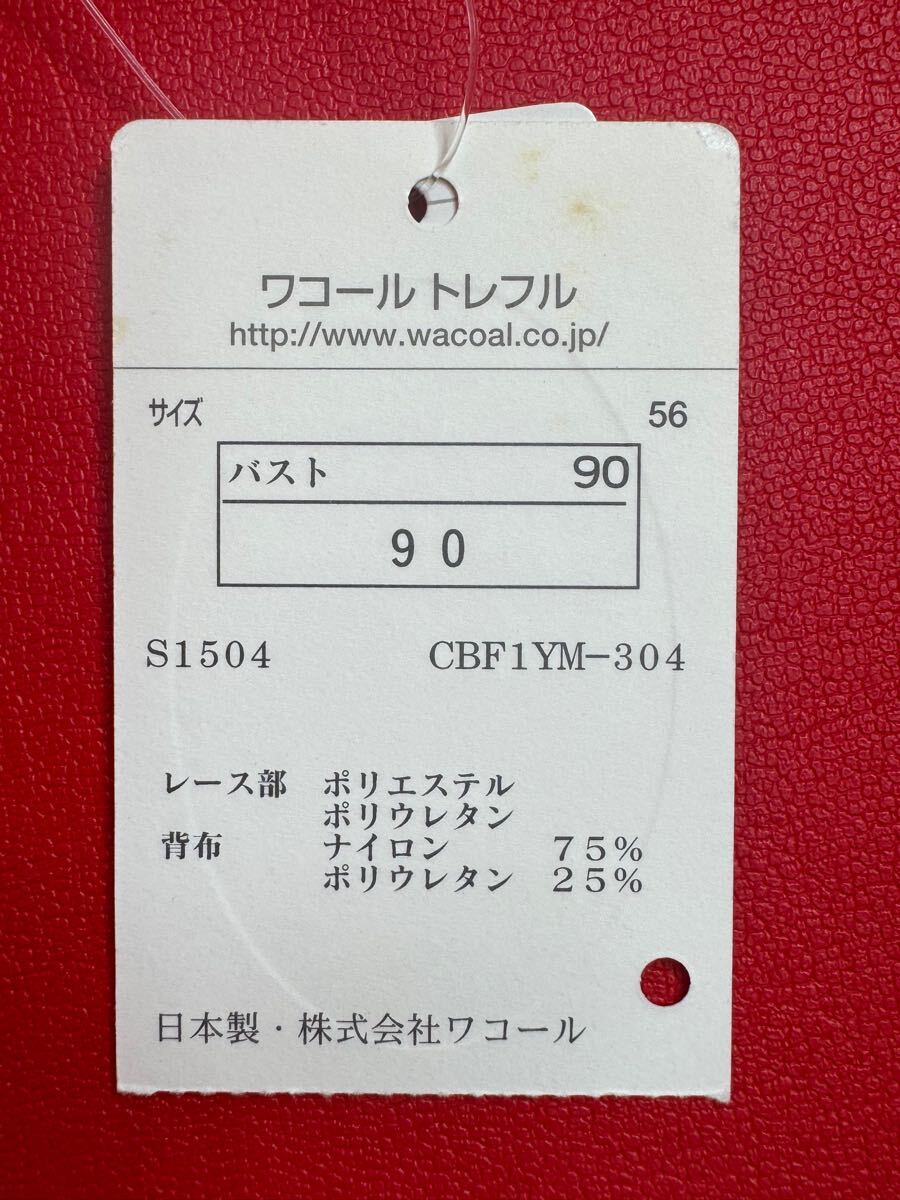 ワコール トレフル
http://www.wacoal.co.jp/
サイズ 56
バスト 90
90
S1504 CBF1YM-304
レース部 ポリエステル
ポリウレタン
背布 ナイロン 75%
ポリウレタン 25%
日本製・株式会社ワコール